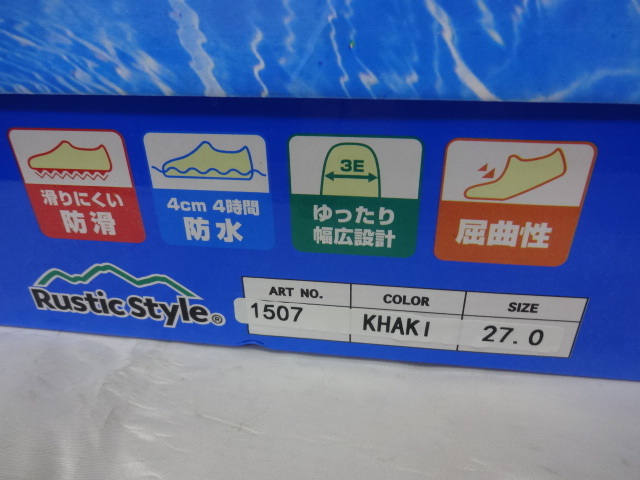 滑りにくい
防滑
4cm 4時間
防水
3E
ゆったり
幅広設計
屈曲性
Rustic Style®
ART NO. COLOR SIZE
1507 KHAKI 27.0